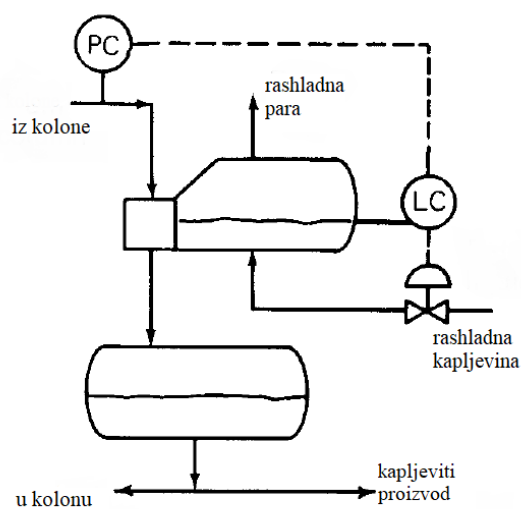 PC
rashladna
para
iz kolone
LC
rashladna
kapljevina
kapljeviti
proizvod
u kolonu